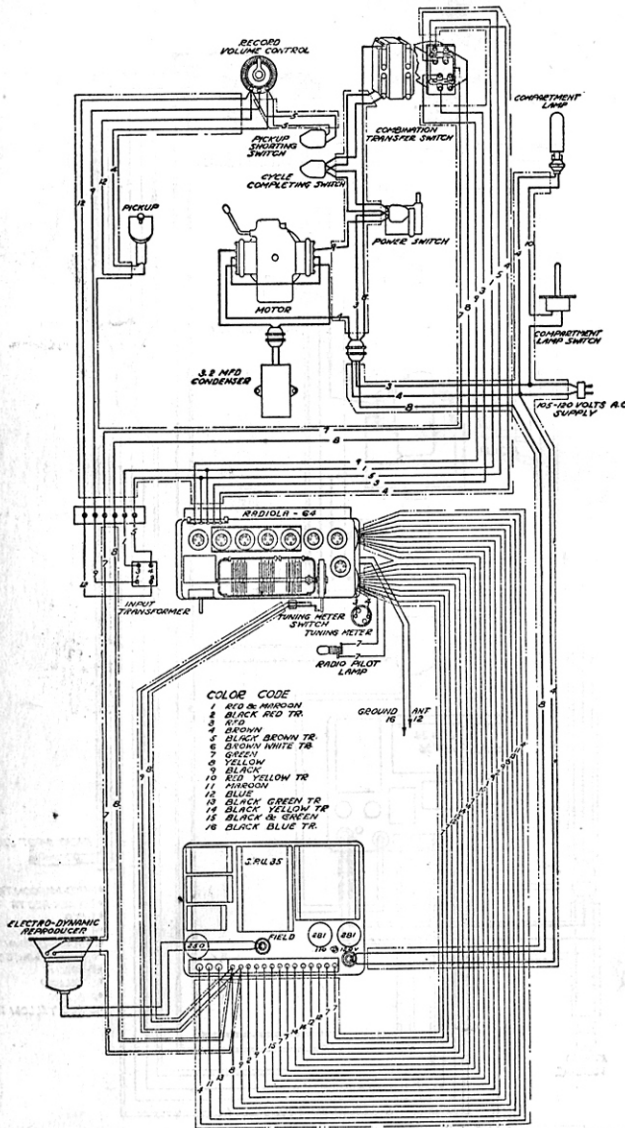 RECORD
VOLUME CONTROL
COMPARTMENT
LAMP
PICKUP
SHORTING
SWITCH
COMBINATION
TRANSFER SWITCH
CYCLE
COMPLETING SWITCH
PICKUP
POWER SWITCH
MOTOR
COMPARTMENT
LAMP SWITCH
3.2 MFD
CONDENSER
105-120 VOLTS A.C.
SUPPLY
RADIOLA - 64
INPUT
TRANSFORMER
TUNING METER
SWITCH
TUNING METER
RADIO PILOT
LAMP
GROUND
16
ANT
12
COLOR CODE
1 RED & MAROON
2 BLACK RED TR.
3 RED
4 BROWN
5 BLACK BROWN TR.
6 BROWN WHITE TR.
7 GREEN
8 YELLOW
9 BLACK
10 RED YELLOW TR
11 MAROON
12 BLUE
13 BLACK GREEN TR
14 BLACK YELLOW TR
15 BLACK & GREEN
16 BLACK BLUE TR.
S.P.U. 35
ELECTRO-DYNAMIC
REPRODUCER
FIELD
280
281
281